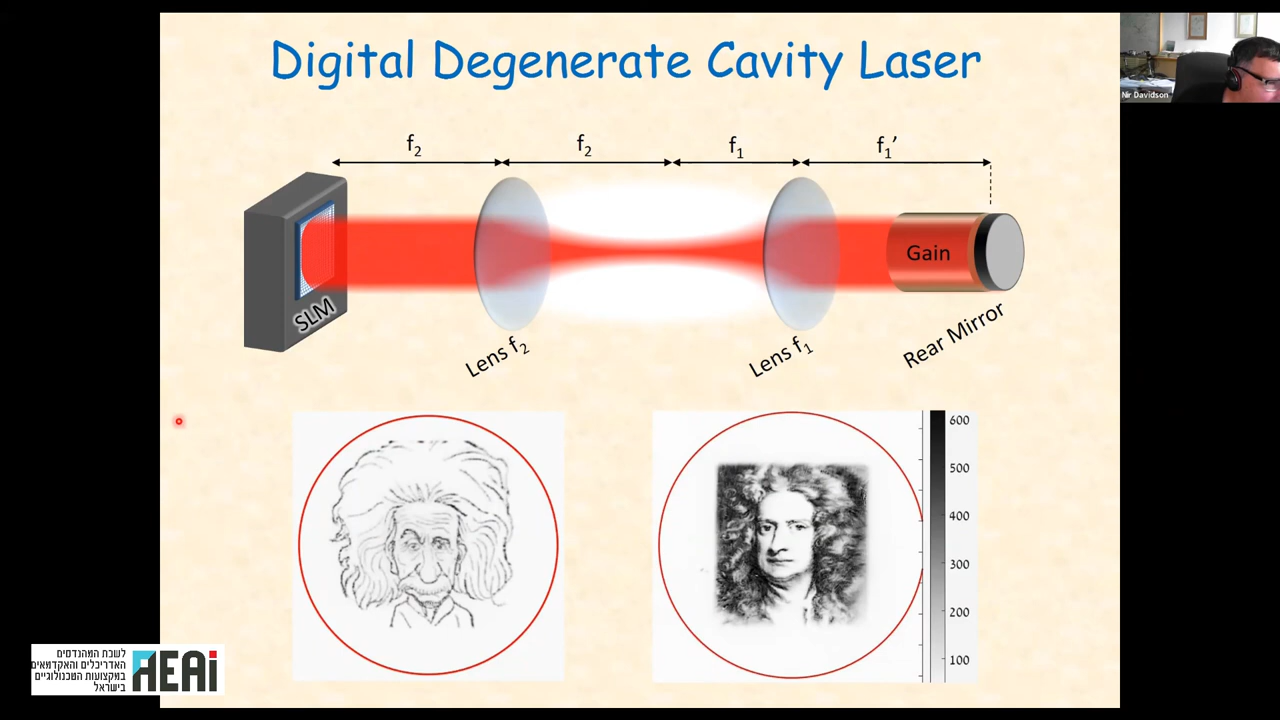 Digital Degenerate Cavity Laser
Nir Davidson
f2
f2
f1
f1’
SLM
Gain
Lens f2
Lens f1
Rear Mirror
600
500
400
300
200
100
לשכת המהנדסים
האדריכלים והאקדמאים
במקצועות הטכנולוגיים
בישראל
AEAI